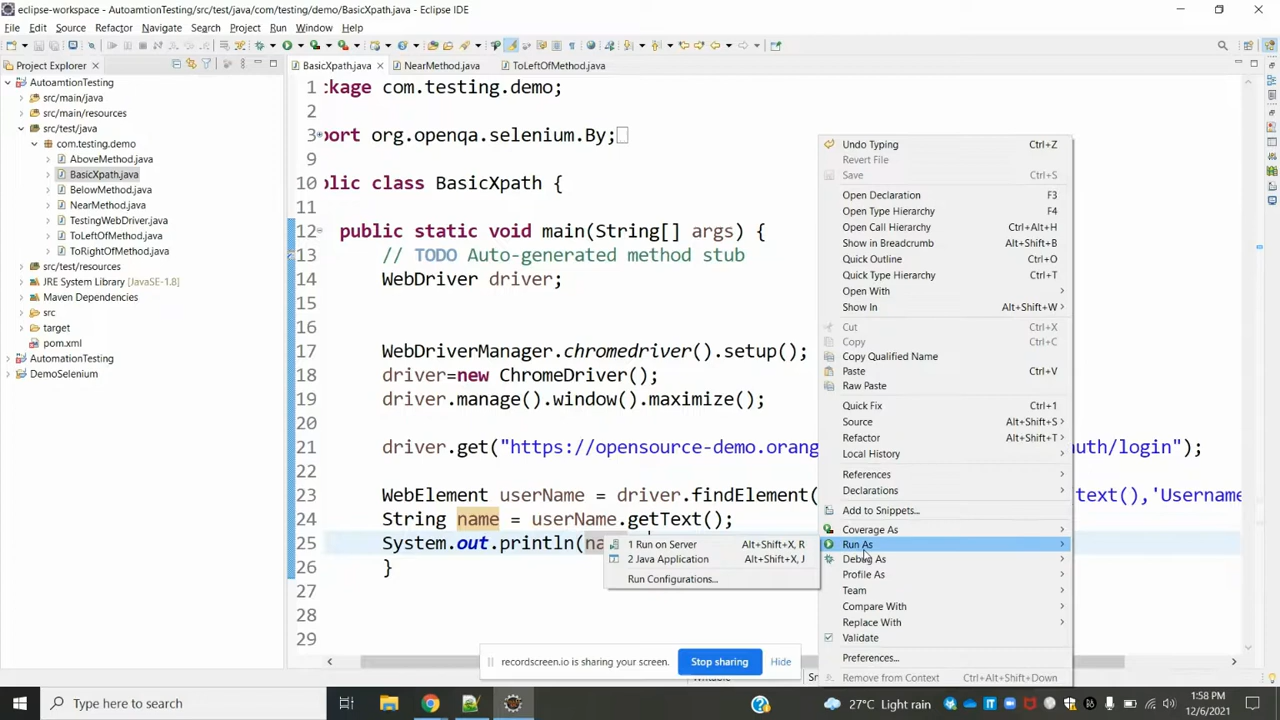 eclipse-workspace - AutoamtionTesting/src/test/java/com/testing/demo/BasicXpath.java - Eclipse IDE
File Edit Source Refactor Navigate Search Project Run Window Help
Project Explorer
BasicXpath.java
NearMethod.java
ToLeftOfMethod.java
AutoamtionTesting
src/main/java
src/main/resources
src/test/java
com.testing.demo
AboveMethod.java
BasicXpath.java
BelowMethod.java
NearMethod.java
TestingWebDriver.java
ToLeftOfMethod.java
ToRightOfMethod.java
src/test/resources
JRE System Library [JavaSE-1.8]
Maven Dependencies
src
target
pom.xml
AutomationTesting
DemoSelenium
1 ckage com.testing.demo;
2
3 port org.openqa.selenium.By;
9
10 blic class BasicXpath {
11
12 public static void main(String[] args) {
13 // TODO Auto-generated method stub
14 WebDriver driver;
15
16
17 WebDriverManager.chromedriver().setup();
18 driver=new ChromeDriver();
19 driver.manage().window().maximize();
20
21 driver.get("https://opensource-demo.orang uth/login");
22
23 WebElement userName = driver.findElement( text(),'Username
24 String name = userName.getText();
25 System.out.println(na
26 }
27
28
29
Undo Typing Ctrl+Z
Revert File
Save Ctrl+S
Open Declaration F3
Open Type Hierarchy F4
Open Call Hierarchy Ctrl+Alt+H
Show in Breadcrumb Alt+Shift+B
Quick Outline Ctrl+O
Quick Type Hierarchy Ctrl+T
Open With
Show In Alt+Shift+W
Cut Ctrl+X
Copy Ctrl+C
Copy Qualified Name
Paste Ctrl+V
Raw Paste
Quick Fix Ctrl+1
Source Alt+Shift+S
Refactor Alt+Shift+T
Local History
References
Declarations
Add to Snippets...
Coverage As
Run As
Debug As
Profile As
Team
Compare With
Replace With
Validate
Preferences...
Remove from Context Ctrl+Alt+Shift+Down
1 Run on Server Alt+Shift+X, R
2 Java Application Alt+Shift+X, J
Run Configurations...
recordscreen.io is sharing your screen.
Stop sharing
Hide
Type here to search
27°C Light rain
1:58 PM
12/6/2021